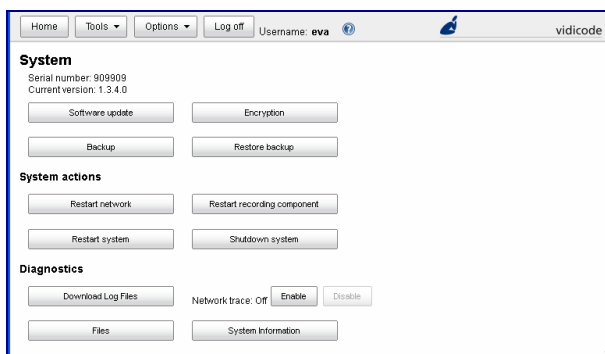 Home Tools Options Log off Username: eva vidicode
System
Serial number: 909909
Current version: 1.3.4.0
Software update Encryption
Backup Restore backup
System actions
Restart network Restart recording component
Restart system Shutdown system
Diagnostics
Download Log Files Network trace: Off Enable Disable
Files System Information